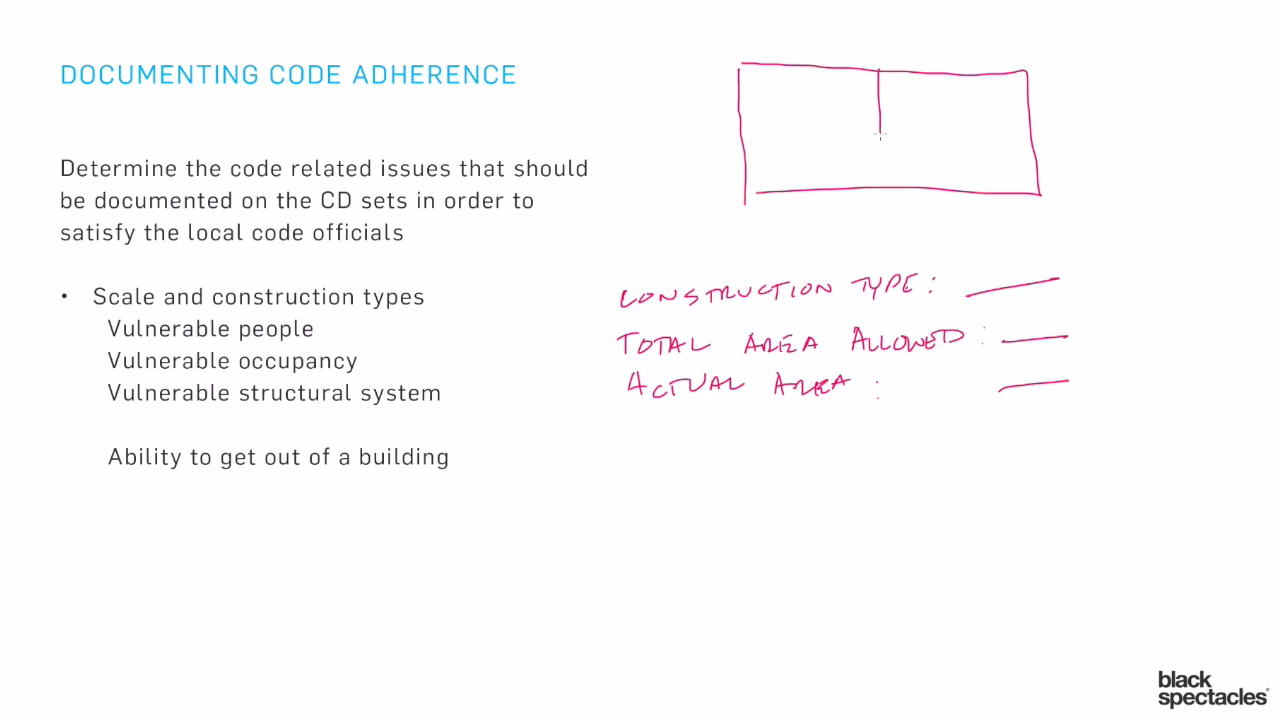 DOCUMENTING CODE ADHERENCE
Determine the code related issues that should
be documented on the CD sets in order to
satisfy the local code officials
• Scale and construction types
Vulnerable people
Vulnerable occupancy
Vulnerable structural system
Ability to get out of a building
CONSTRUCTION TYPE:
TOTAL AREA ALLOWED:
ACTUAL AREA:
black
spectacles®